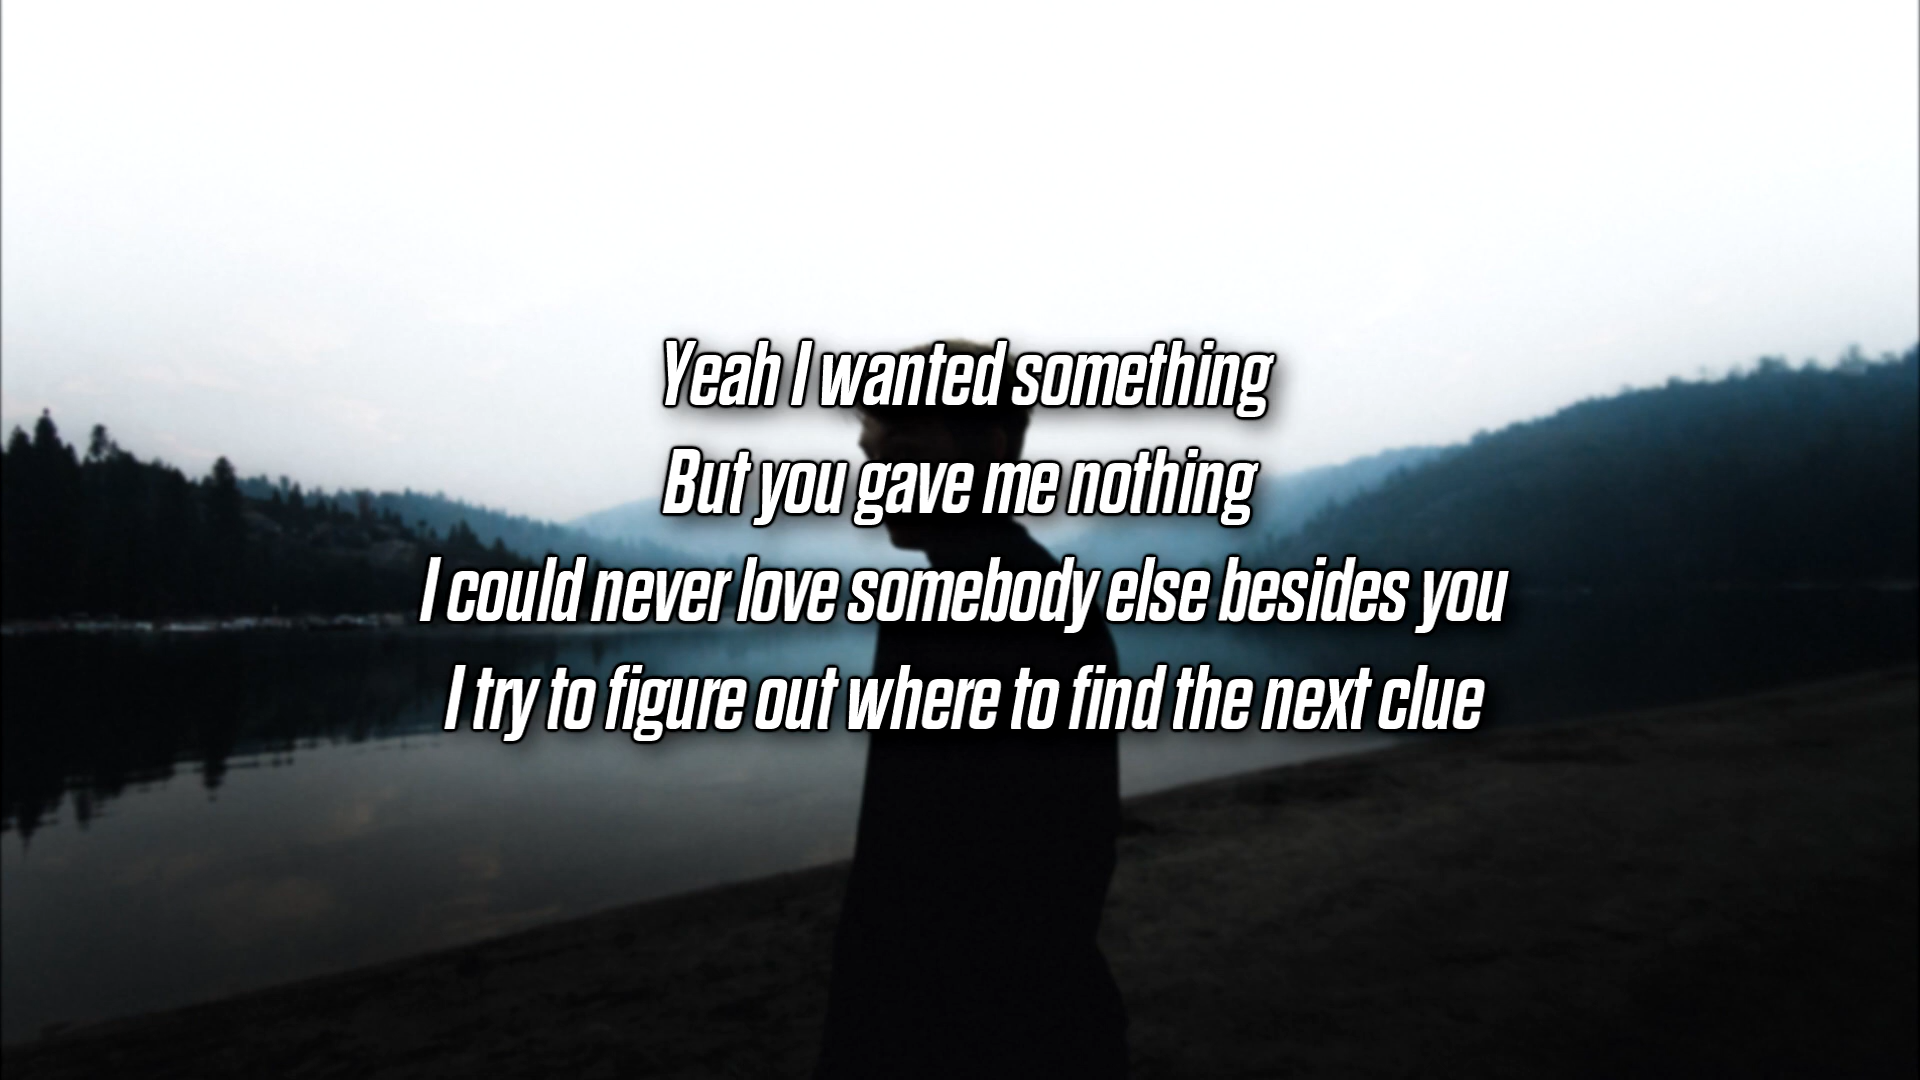 Yeah I wanted something
But you gave me nothing
I could never love somebody else besides you
I try to figure out where to find the next clue